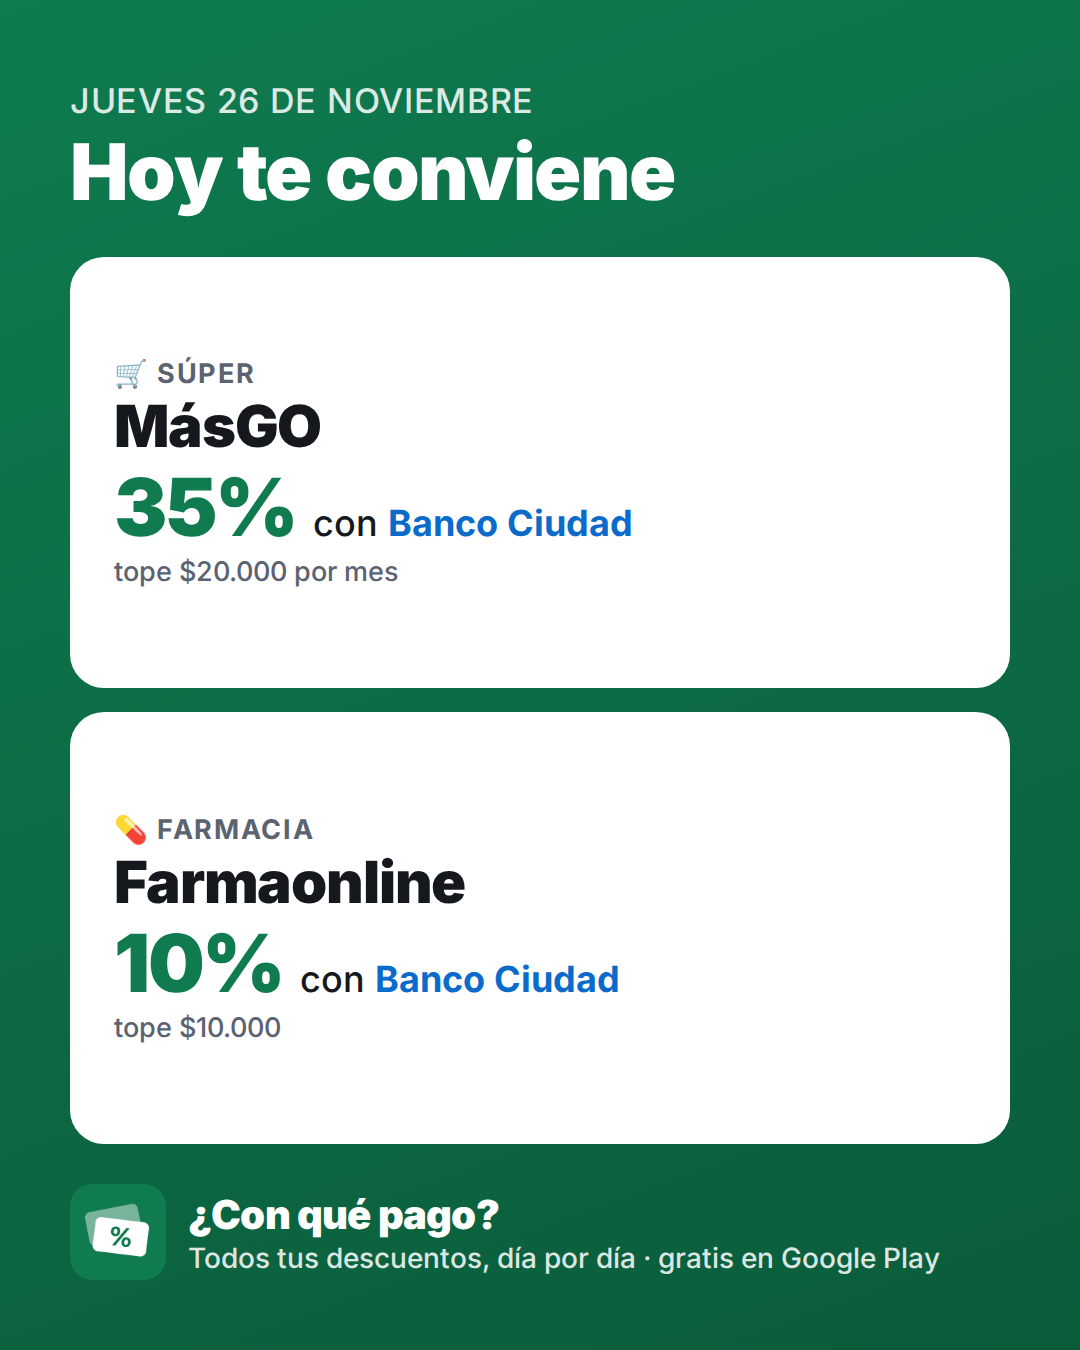 JUEVES 26 DE NOVIEMBRE
Hoy te conviene
🛒 SÚPER
MásGO
35% con Banco Ciudad
tope $20.000 por mes
💊 FARMACIA
Farmaonline
10% con Banco Ciudad
tope $10.000
%
¿Con qué pago?
Todos tus descuentos, día por día · gratis en Google Play